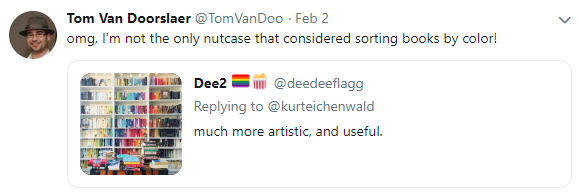 Tom Van Doorslaer @TomVanDoo · Feb 2
omg, I'm not the only nutcase that considered sorting books by color!
Dee2 🏳️‍🌈🍿 @deedeeflagg
Replying to @kurteichenwald
much more artistic, and useful.